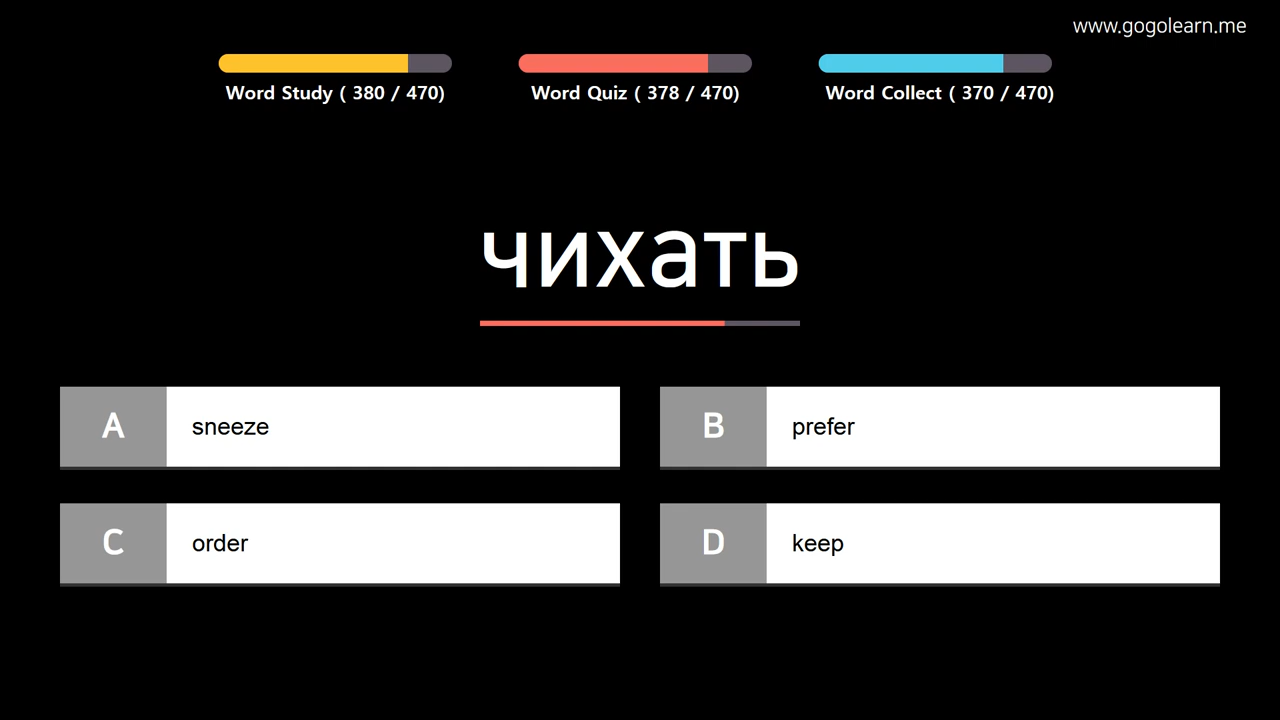 www.gogolearn.me
Word Study ( 380 / 470)
Word Quiz ( 378 / 470)
Word Collect ( 370 / 470)
чихать
A sneeze
B prefer
C order
D keep